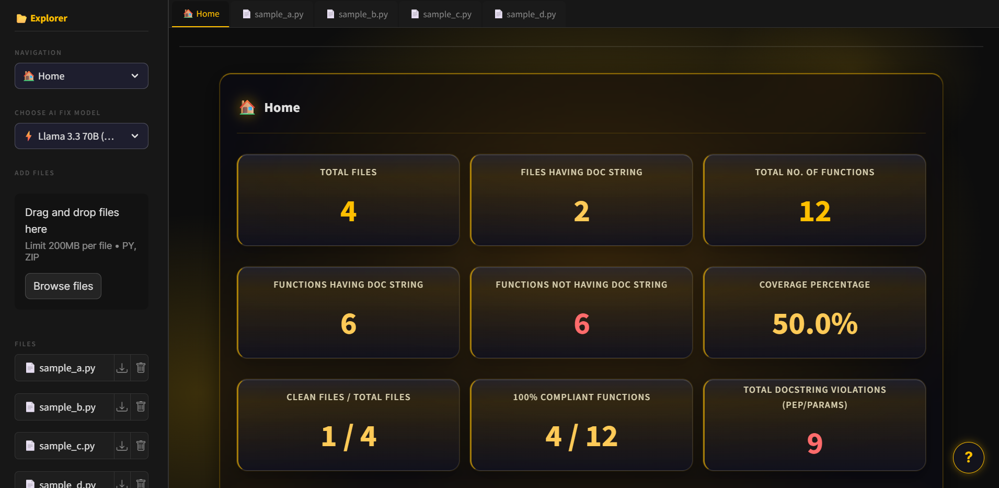 Explorer
NAVIGATION
Home
CHOOSE AI FIX MODEL
Llama 3.3 70B (...
ADD FILES
Drag and drop files
here
Limit 200MB per file • PY,
ZIP
Browse files
FILES
sample_a.py
sample_b.py
sample_c.py
sample_d.py
Home
sample_a.py
sample_b.py
sample_c.py
sample_d.py
Home
TOTAL FILES
4
FILES HAVING DOC STRING
2
TOTAL NO. OF FUNCTIONS
12
FUNCTIONS HAVING DOC STRING
6
FUNCTIONS NOT HAVING DOC STRING
6
COVERAGE PERCENTAGE
50.0%
CLEAN FILES / TOTAL FILES
1 / 4
100% COMPLIANT FUNCTIONS
4 / 12
TOTAL DOCSTRING VIOLATIONS
(PEP/PARAMS)
9
?